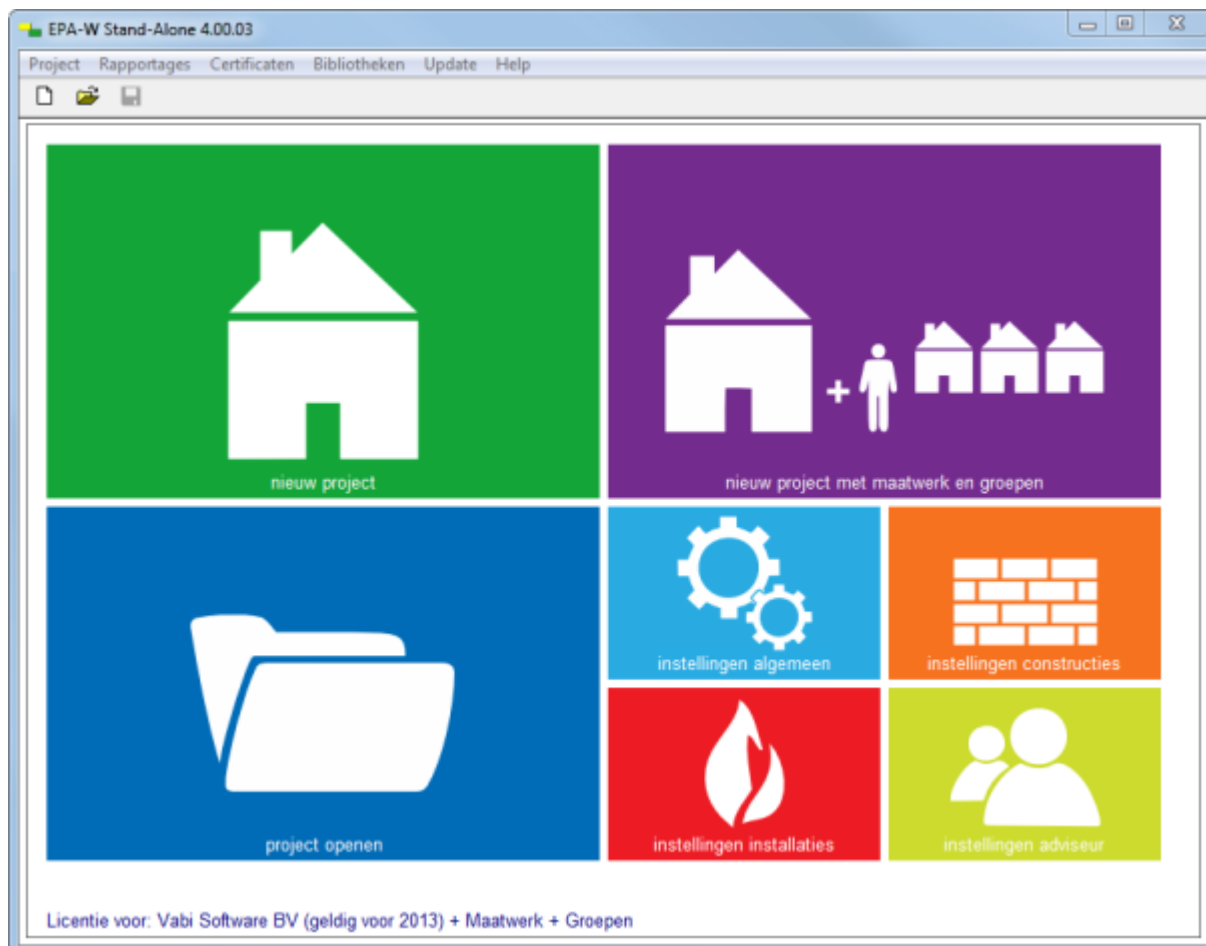 EPA-W Stand-Alone 4.00.03
Project Rapportages Certificaten Bibliotheken Update Help
nieuw project
nieuw project met maatwerk en groepen
project openen
instellingen algemeen
instellingen constructies
instellingen installaties
instellingen adviseur
Licentie voor: Vabi Software BV (geldig voor 2013) + Maatwerk + Groepen